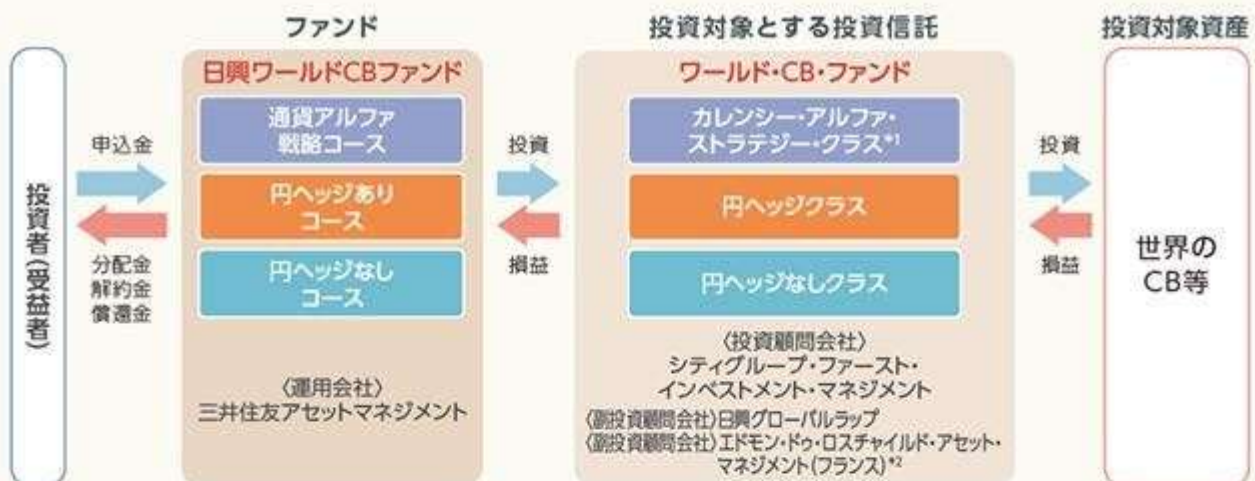 投資者(受益者)
申込金
分配金
解約金
償還金
ファンド
日興ワールドCBファンド
通貨アルファ
戦略コース
円ヘッジあり
コース
円ヘッジなし
コース
〈運用会社〉
三井住友アセットマネジメント
投資
損益
投資対象とする投資信託
ワールド・CB・ファンド
カレンシー・アルファ・
ストラテジー・クラス*1
円ヘッジクラス
円ヘッジなしクラス
〈投資顧問会社〉
シティグループ・ファースト・
インベストメント・マネジメント
〈副投資顧問会社〉日興グローバルラップ
〈副投資顧問会社〉エドモン・ドゥ・ロスチャイルド・アセット・
マネジメント(フランス)*2
投資
損益
投資対象資産
世界の
CB等